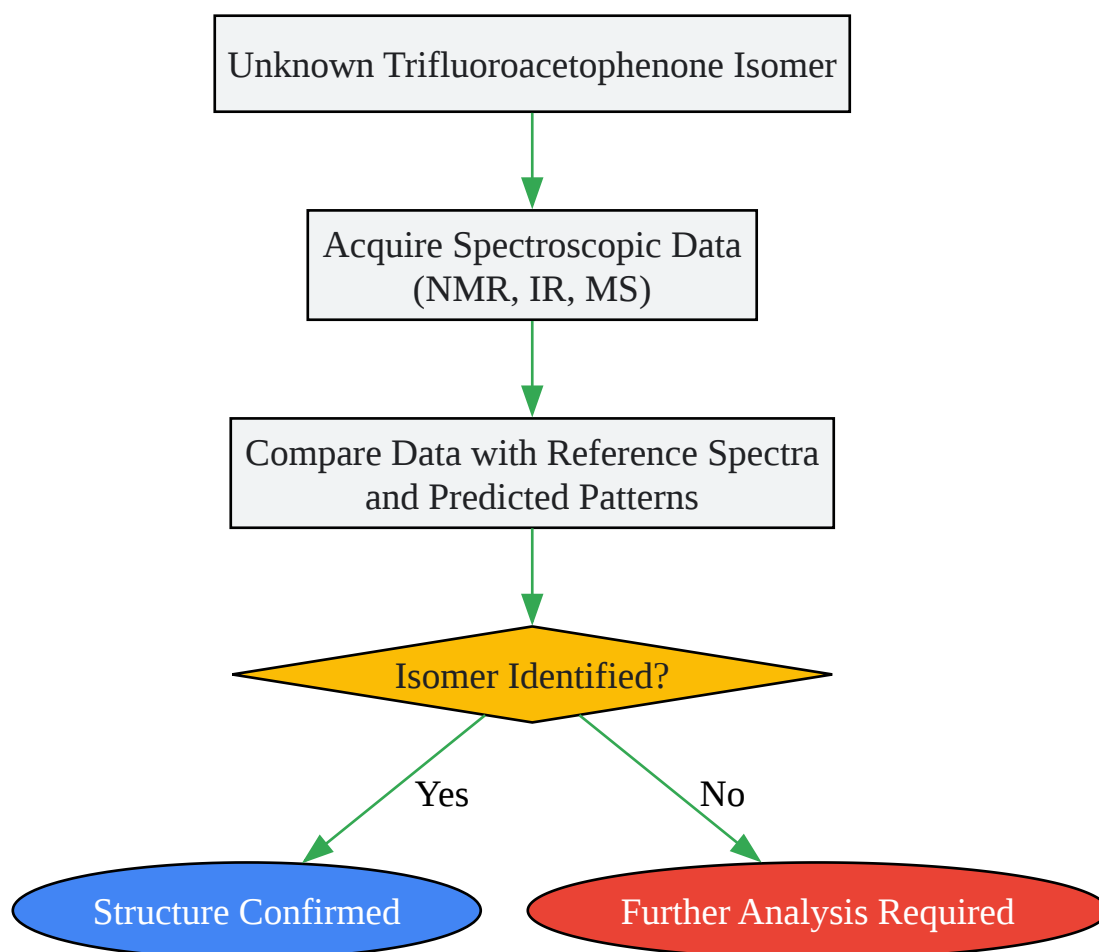 Unknown Trifluoroacetophenone Isomer
Acquire Spectroscopic Data
(NMR, IR, MS)
Compare Data with Reference Spectra
and Predicted Patterns
Isomer Identified?
Yes
No
Structure Confirmed
Further Analysis Required